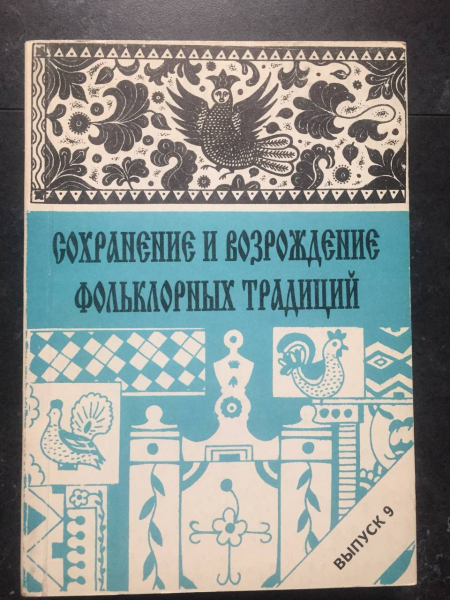 СОХРАНЕНИЕ И ВОЗРОЖДЕНИЕ
ФОЛЬКЛОРНЫХ ТРАДИЦИЙ
ВЫПУСК 9